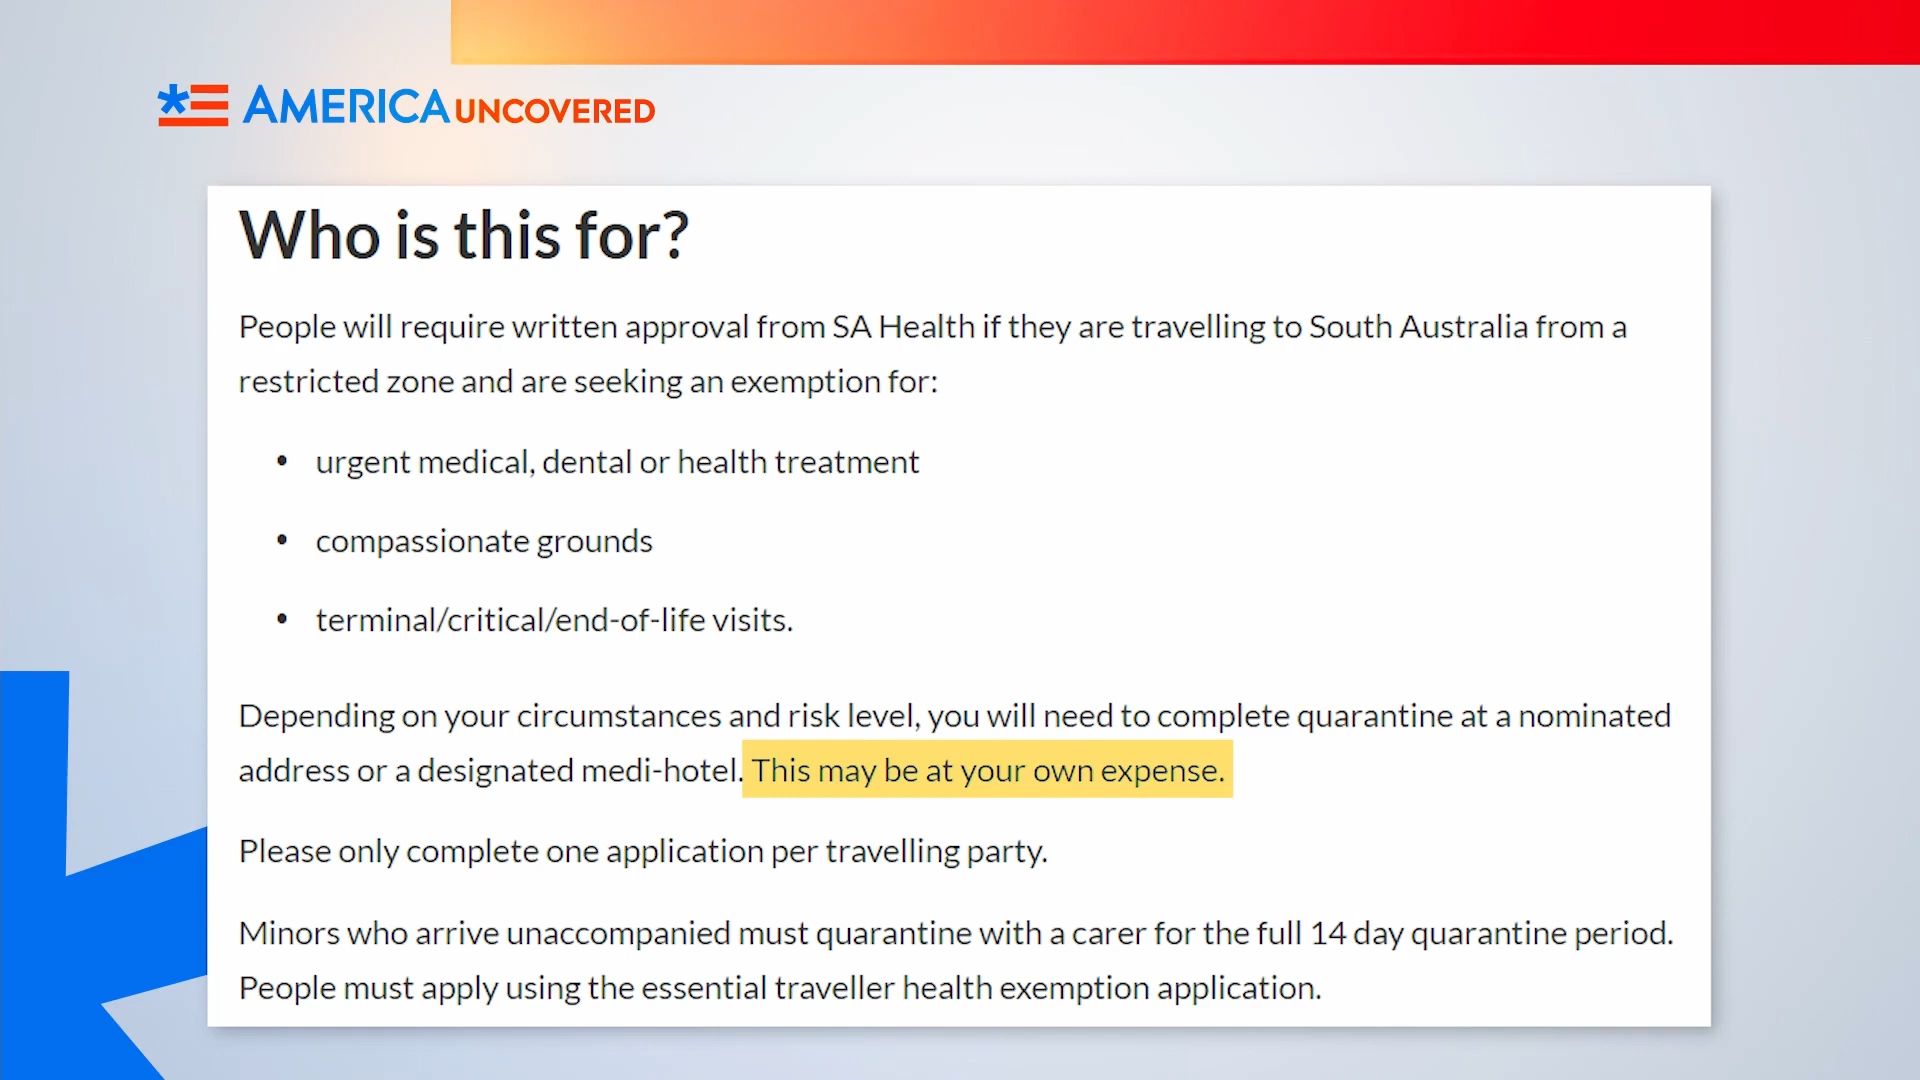 AMERICA UNCOVERED
Who is this for?
People will require written approval from SA Health if they are travelling to South Australia from a
restricted zone and are seeking an exemption for:
• urgent medical, dental or health treatment
• compassionate grounds
• terminal/critical/end-of-life visits.
Depending on your circumstances and risk level, you will need to complete quarantine at a nominated
address or a designated medi-hotel. This may be at your own expense.
Please only complete one application per travelling party.
Minors who arrive unaccompanied must quarantine with a carer for the full 14 day quarantine period.
People must apply using the essential traveller health exemption application.